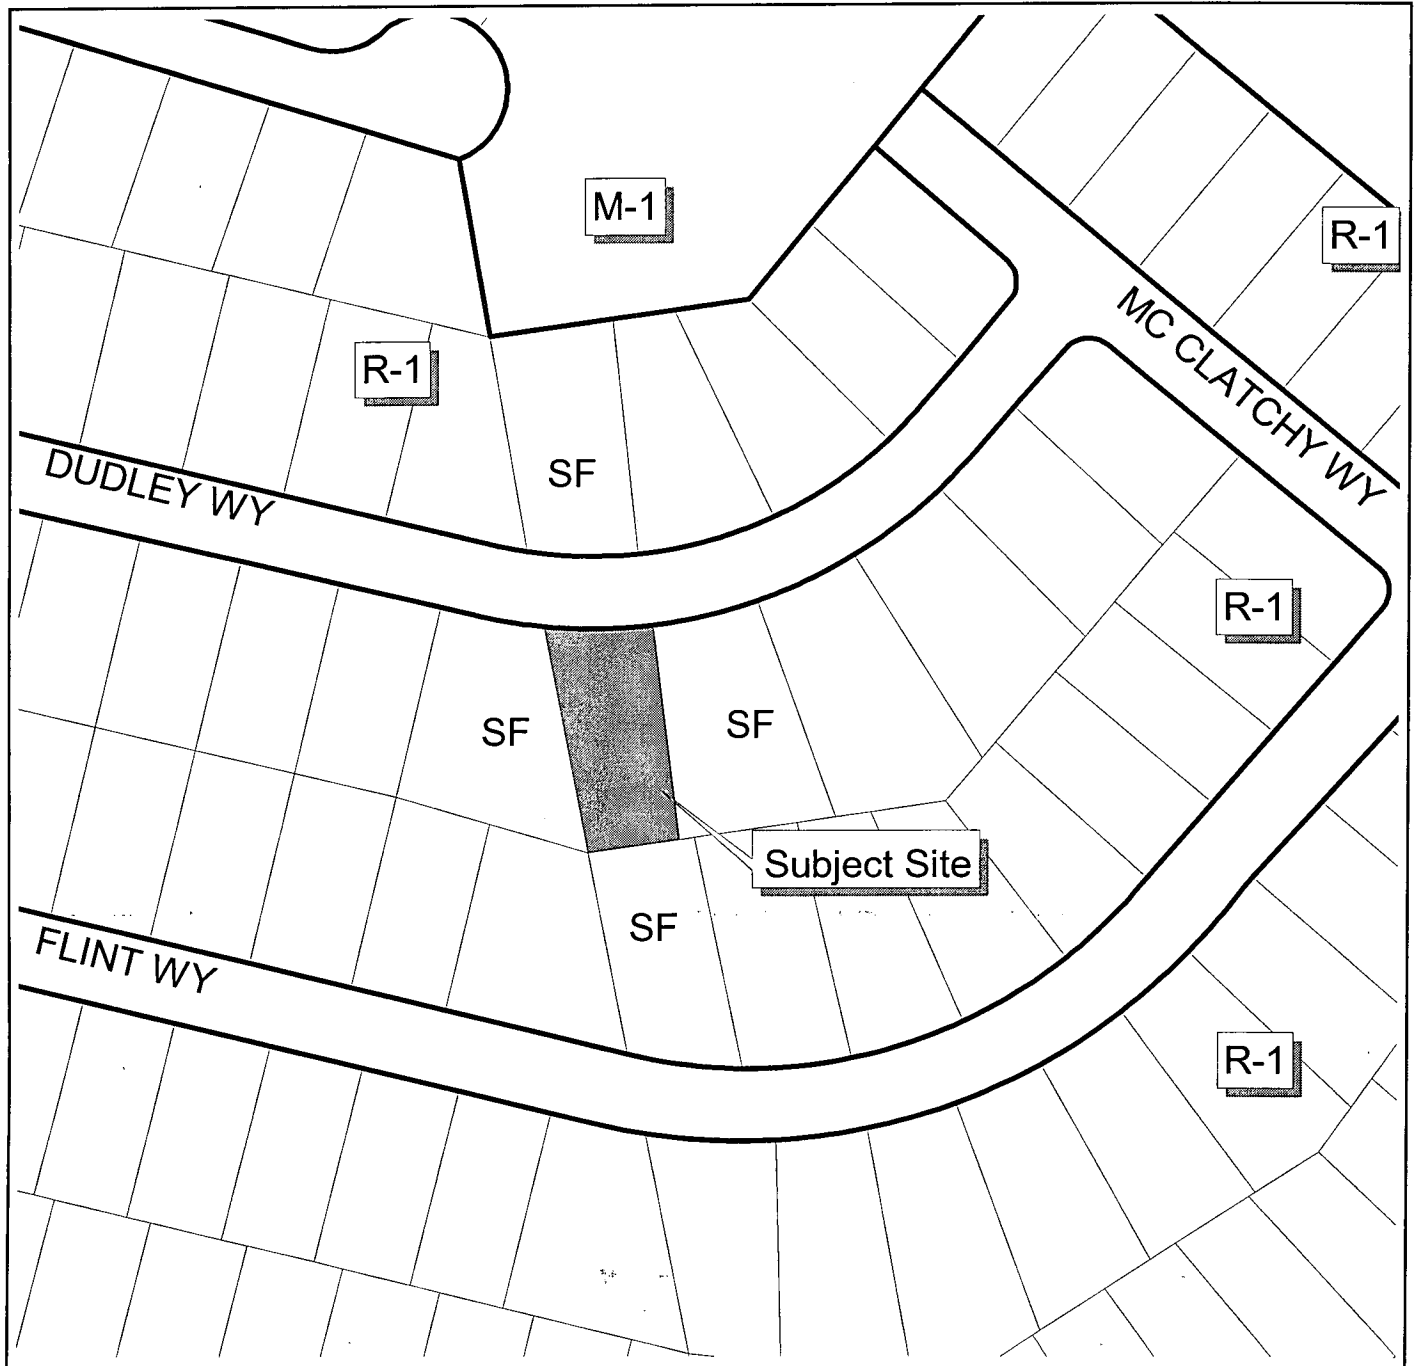 M-1
R-1
MC CLATCHY WY
R-1
DUDLEY WY
SF
R-1
SF
SF
Subject Site
SF
FLINT WY
R-1